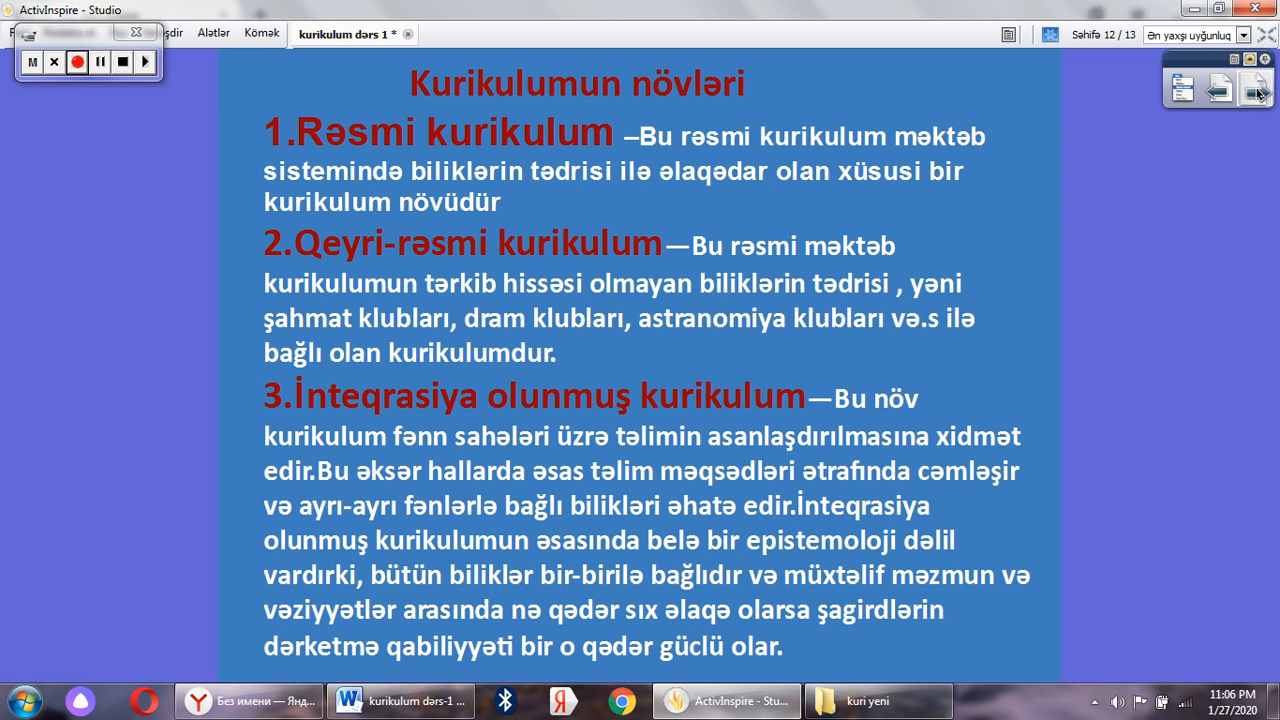 ActivInspire - Studio
Alətlər Kömək kurikulum dərs 1 * Səhifə 12 / 13 Ən yaxşı uyğunluq
M
Kurikulumun növləri
1.Rəsmi kurikulum –Bu rəsmi kurikulum məktəb
sistemində biliklərin tədrisi ilə əlaqədar olan xüsusi bir
kurikulum növüdür
2.Qeyri-rəsmi kurikulum—Bu rəsmi məktəb
kurikulumun tərkib hissəsi olmayan biliklərin tədrisi , yəni
şahmat klubları, dram klubları, astranomiya klubları və.s ilə
bağlı olan kurikulumdur.
3.İnteqrasiya olunmuş kurikulum—Bu növ
kurikulum fənn sahələri üzrə təlimin asanlaşdırılmasına xidmət
edir.Bu əksər hallarda əsas təlim məqsədləri ətrafında cəmləşir
və ayrı-ayrı fənlərlə bağlı bilikləri əhatə edir.İnteqrasiya
olunmuş kurikulumun əsasında belə bir epistemoloji dəlil
vardırki, bütün biliklər bir-birilə bağlıdır və müxtəlif məzmun və
vəziyyətlər arasında nə qədər sıx əlaqə olarsa şagirdlərin
dərketmə qabiliyyəti bir o qədər güclü olar.
Без имени — Янд... kurikulum dərs-1 ... ActivInspire - Stu... kuri yeni
11:06 PM
1/27/2020